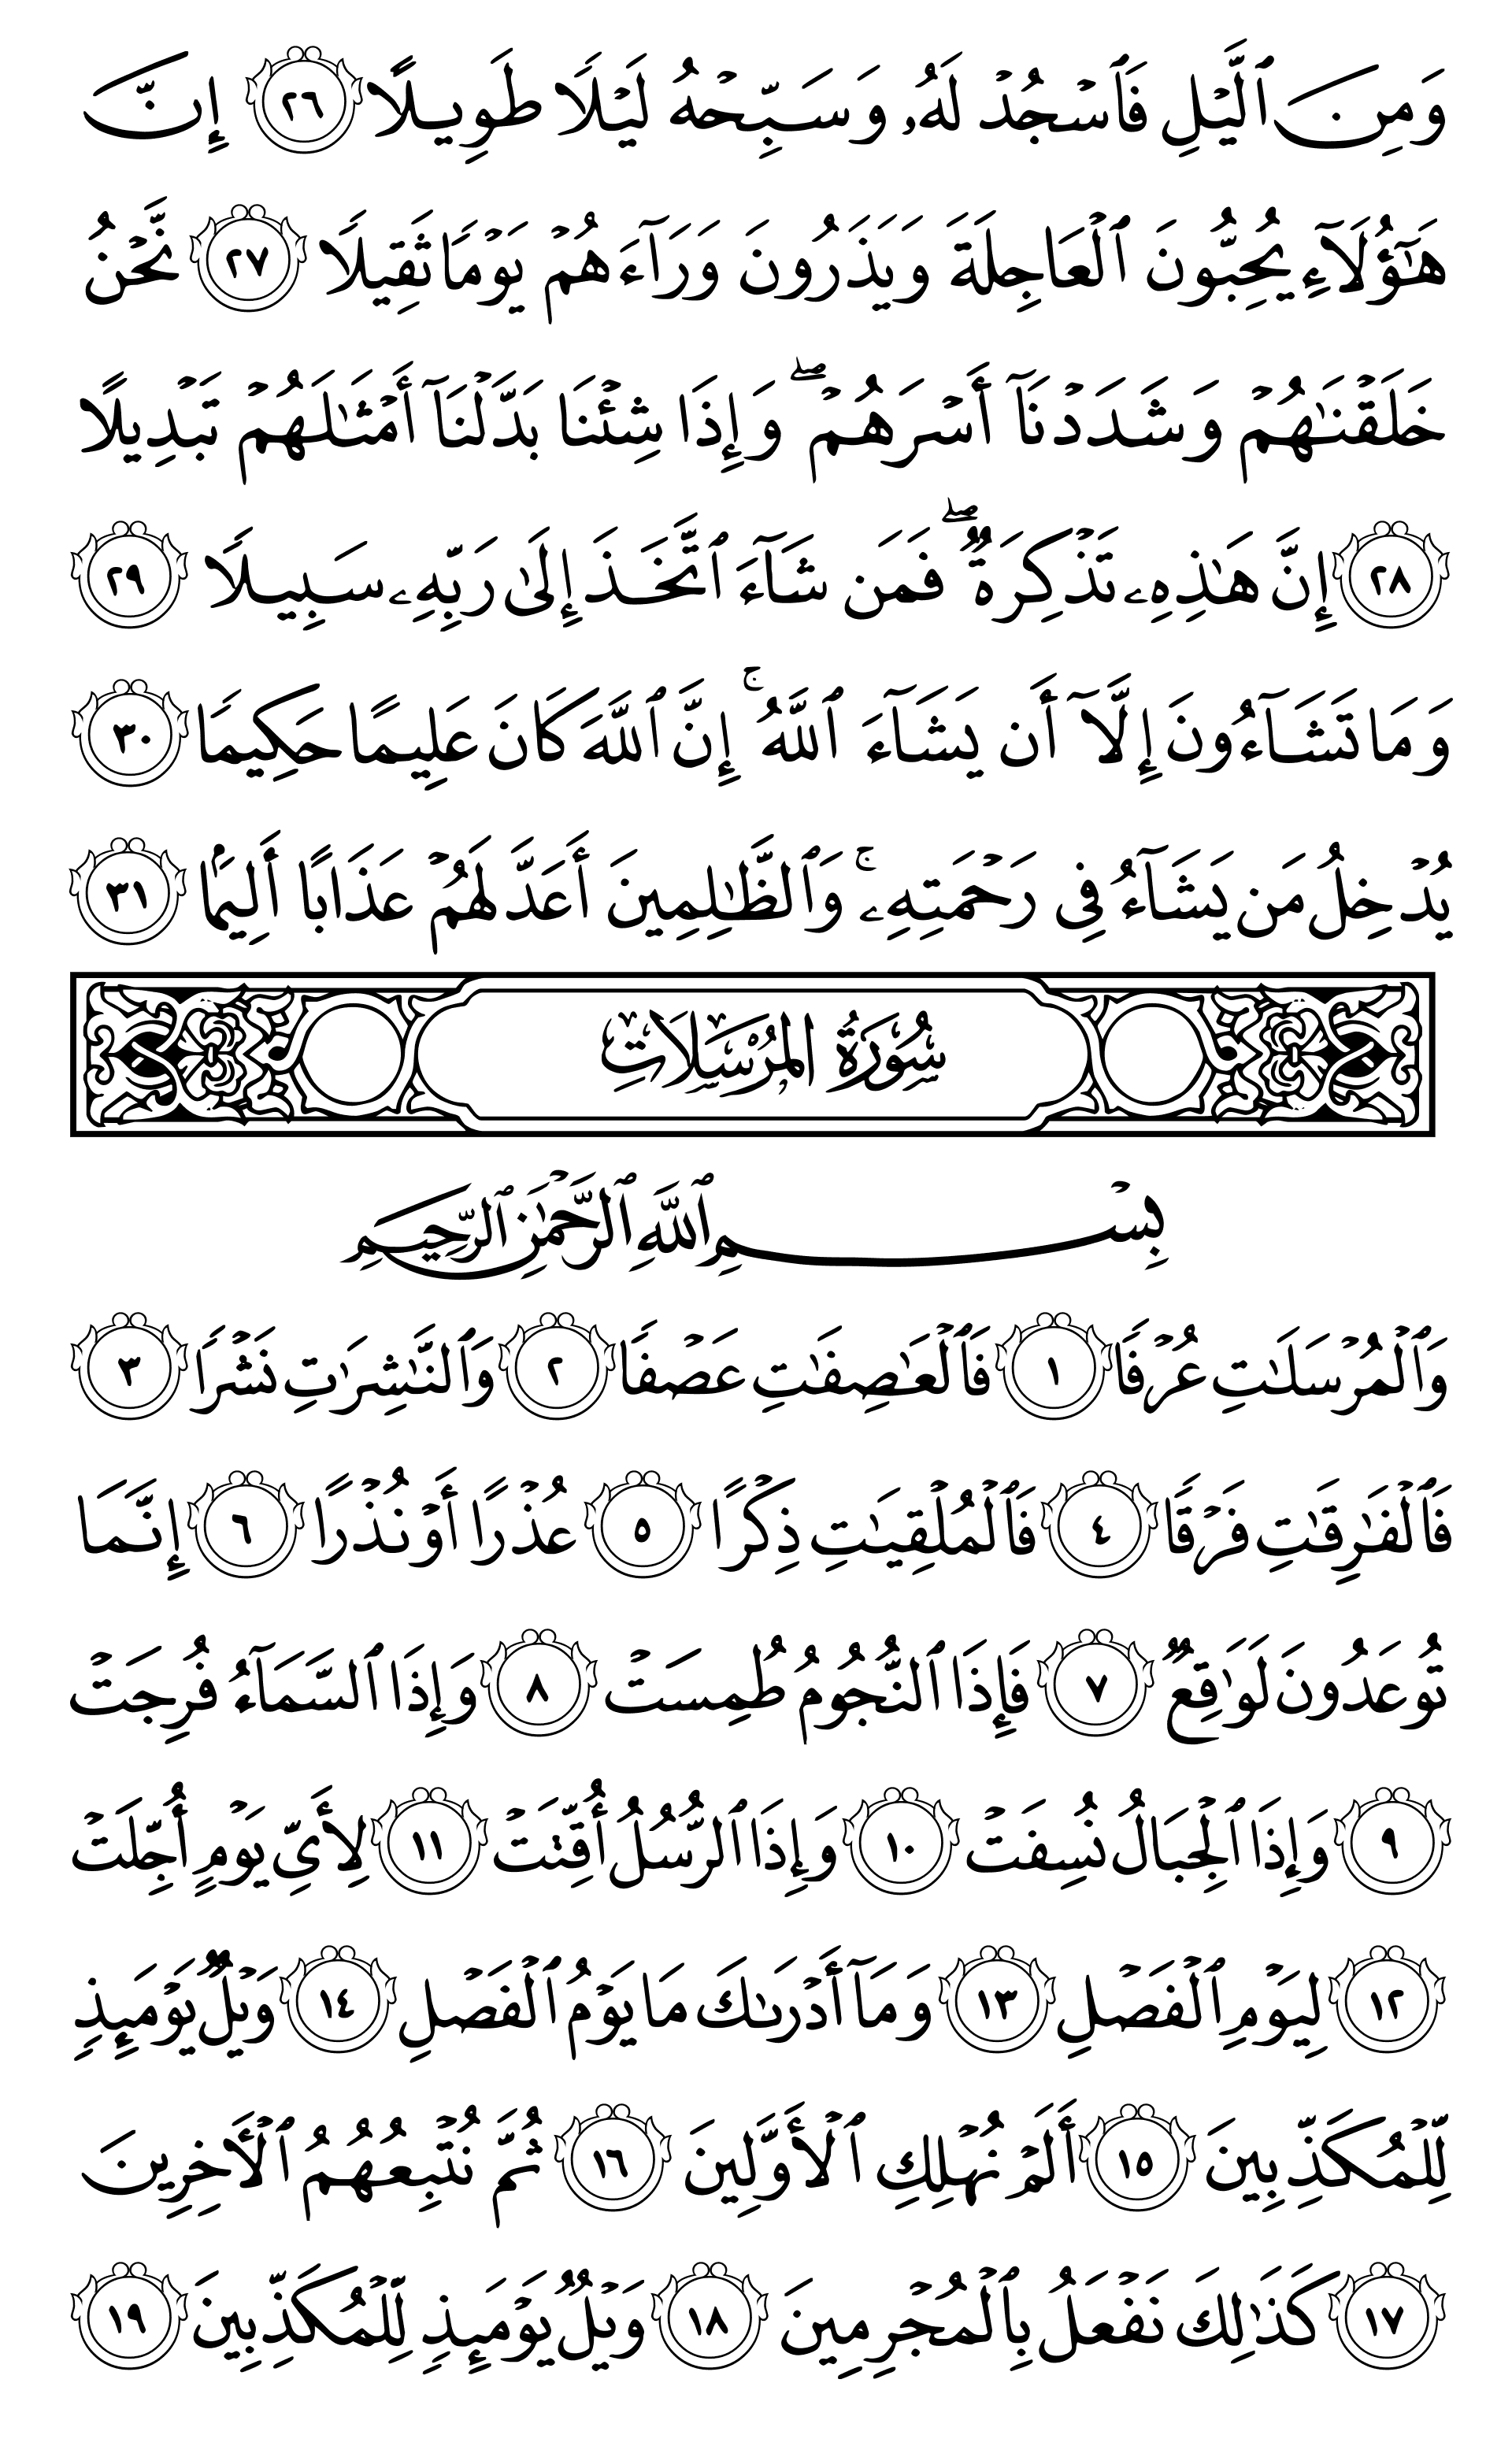 وَمِنَ ٱلَّيۡلِ فَٱسۡجُدۡ لَهُۥ وَسَبِّحۡهُ لَيۡلٗا طَوِيلًا ٢٦ إِنَّ
هَٰٓؤُلَآءِ يُحِبُّونَ ٱلۡعَاجِلَةَ وَيَذَرُونَ وَرَآءَهُمۡ يَوۡمٗا ثَقِيلٗا ٢٧ نَّحۡنُ
خَلَقۡنَٰهُمۡ وَشَدَدۡنَآ أَسۡرَهُمۡۖ وَإِذَا شِئۡنَا بَدَّلۡنَآ أَمۡثَٰلَهُمۡ تَبۡدِيلًا
٢٨ إِنَّ هَٰذِهِۦ تَذۡكِرَةٞۖ فَمَن شَآءَ ٱتَّخَذَ إِلَىٰ رَبِّهِۦ سَبِيلٗا ٢٩
وَمَا تَشَآءُونَ إِلَّآ أَن يَشَآءَ ٱللَّهُۚ إِنَّ ٱللَّهَ كَانَ عَلِيمًا حَكِيمٗا ٣٠
يُدۡخِلُ مَن يَشَآءُ فِي رَحۡمَتِهِۦۚ وَٱلظَّٰلِمِينَ أَعَدَّ لَهُمۡ عَذَابًا أَلِيمَۢا ٣١
سُورَةُ المُرۡسَلَاتِ
بِسۡمِ ٱللَّهِ ٱلرَّحۡمَٰنِ ٱلرَّحِيمِ
وَٱلۡمُرۡسَلَٰتِ عُرۡفٗا ١ فَٱلۡعَٰصِفَٰتِ عَصۡفٗا ٢ وَٱلنَّٰشِرَٰتِ نَشۡرٗا ٣
فَٱلۡفَٰرِقَٰتِ فَرۡقٗا ٤ فَٱلۡمُلۡقِيَٰتِ ذِكۡرًا ٥ عُذۡرًا أَوۡ نُذۡرًا ٦ إِنَّمَا
تُوعَدُونَ لَوَٰقِعٞ ٧ فَإِذَا ٱلنُّجُومُ طُمِسَتۡ ٨ وَإِذَا ٱلسَّمَآءُ فُرِجَتۡ
٩ وَإِذَا ٱلۡجِبَالُ نُسِفَتۡ ١٠ وَإِذَا ٱلرُّسُلُ أُقِّتَتۡ ١١ لِأَيِّ يَوۡمٍ أُجِّلَتۡ
١٢ لِيَوۡمِ ٱلۡفَصۡلِ ١٣ وَمَآ أَدۡرَىٰكَ مَا يَوۡمُ ٱلۡفَصۡلِ ١٤ وَيۡلٞ يَوۡمَئِذٖ
لِّلۡمُكَذِّبِينَ ١٥ أَلَمۡ نُهۡلِكِ ٱلۡأَوَّلِينَ ١٦ ثُمَّ نُتۡبِعُهُمُ ٱلۡأٓخِرِينَ
١٧ كَذَٰلِكَ نَفۡعَلُ بِٱلۡمُجۡرِمِينَ ١٨ وَيۡلٞ يَوۡمَئِذٖ لِّلۡمُكَذِّبِينَ ١٩